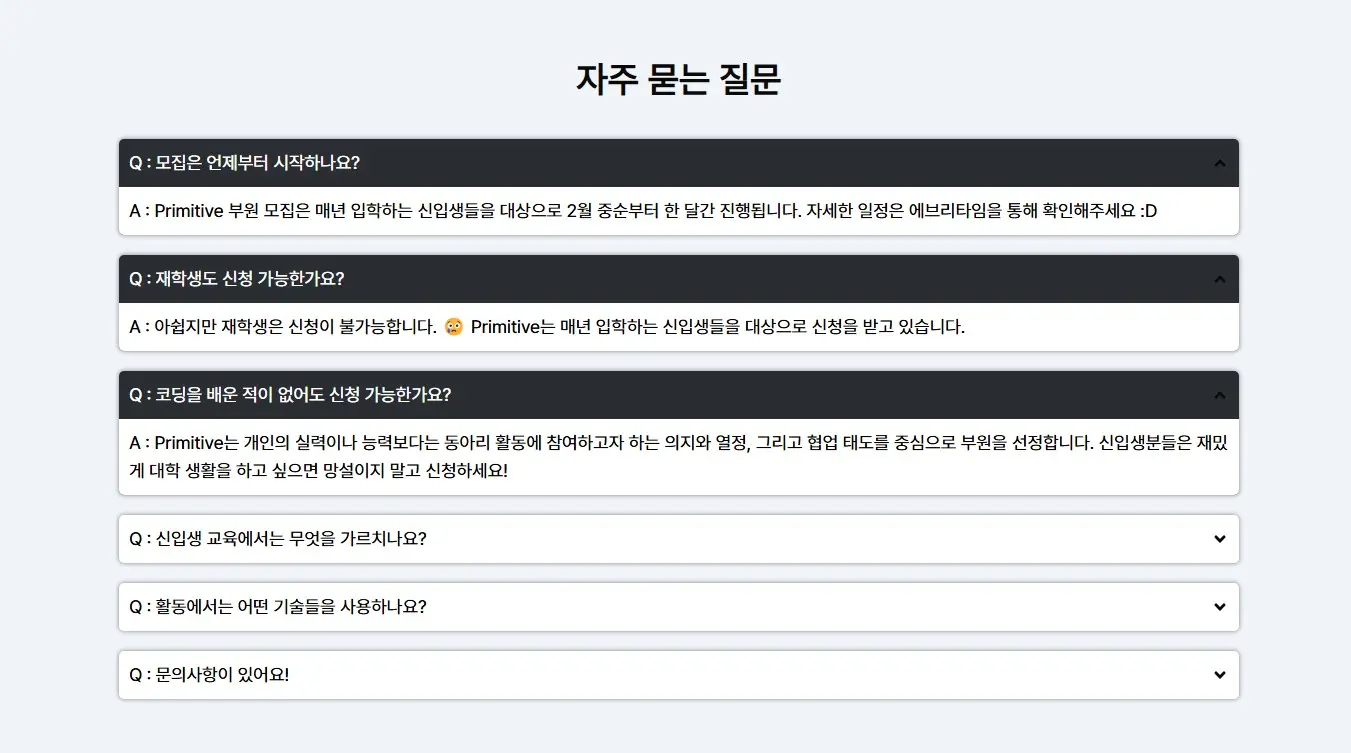 자주 묻는 질문
Q : 모집은 언제부터 시작하나요?
A : Primitive 부원 모집은 매년 입학하는 신입생들을 대상으로 2월 중순부터 한 달간 진행됩니다. 자세한 일정은 에브리타임을 통해 확인해주세요 :D
Q : 재학생도 신청 가능한가요?
A : 아쉽지만 재학생은 신청이 불가능합니다. 😢 Primitive는 매년 입학하는 신입생들을 대상으로 신청을 받고 있습니다.
Q : 코딩을 배운 적이 없어도 신청 가능한가요?
A : Primitive는 개인의 실력이나 능력보다는 동아리 활동에 참여하고자 하는 의지와 열정, 그리고 협업 태도를 중심으로 부원을 선정합니다. 신입생분들은 재밌
게 대학 생활을 하고 싶으면 망설이지 말고 신청하세요!
Q : 신입생 교육에서는 무엇을 가르치나요?
Q : 활동에서는 어떤 기술들을 사용하나요?
Q : 문의사항이 있어요!